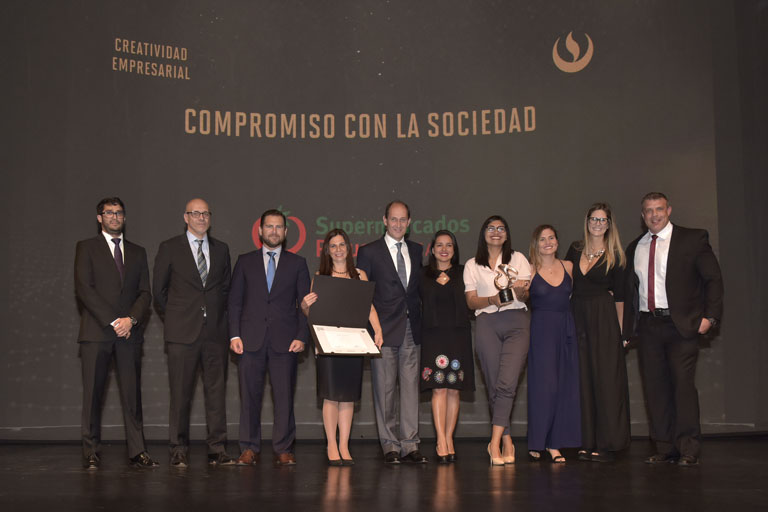 CREATIVIDAD
EMPRESARIAL
COMPROMISO CON LA SOCIEDAD
Supermercados